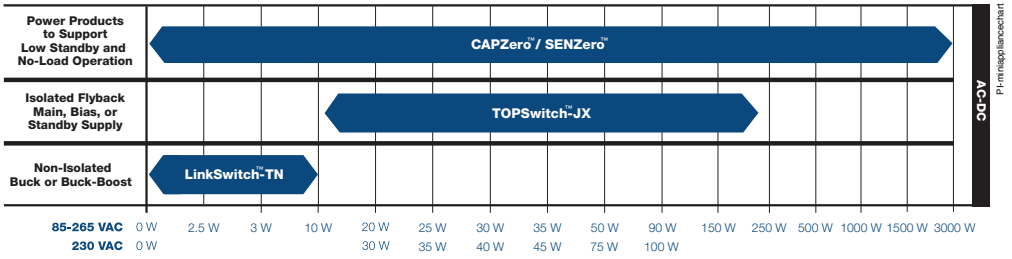 Power Products
to Support
Low Standby and
No-Load Operation
CAPZero™/ SENZero™
Isolated Flyback
Main, Bias, or
Standby Supply
TOPSwitch™-JX
Non-Isolated
Buck or Buck-Boost
LinkSwitch™-TN
AC-DC
PI-miniappliancechart
85-265 VAC 0 W 2.5 W 3 W 10 W 20 W 25 W 30 W 35 W 50 W 90 W 150 W 250 W 500 W 1000 W 1500 W 3000 W
230 VAC 0 W 30 W 35 W 40 W 45 W 75 W 100 W